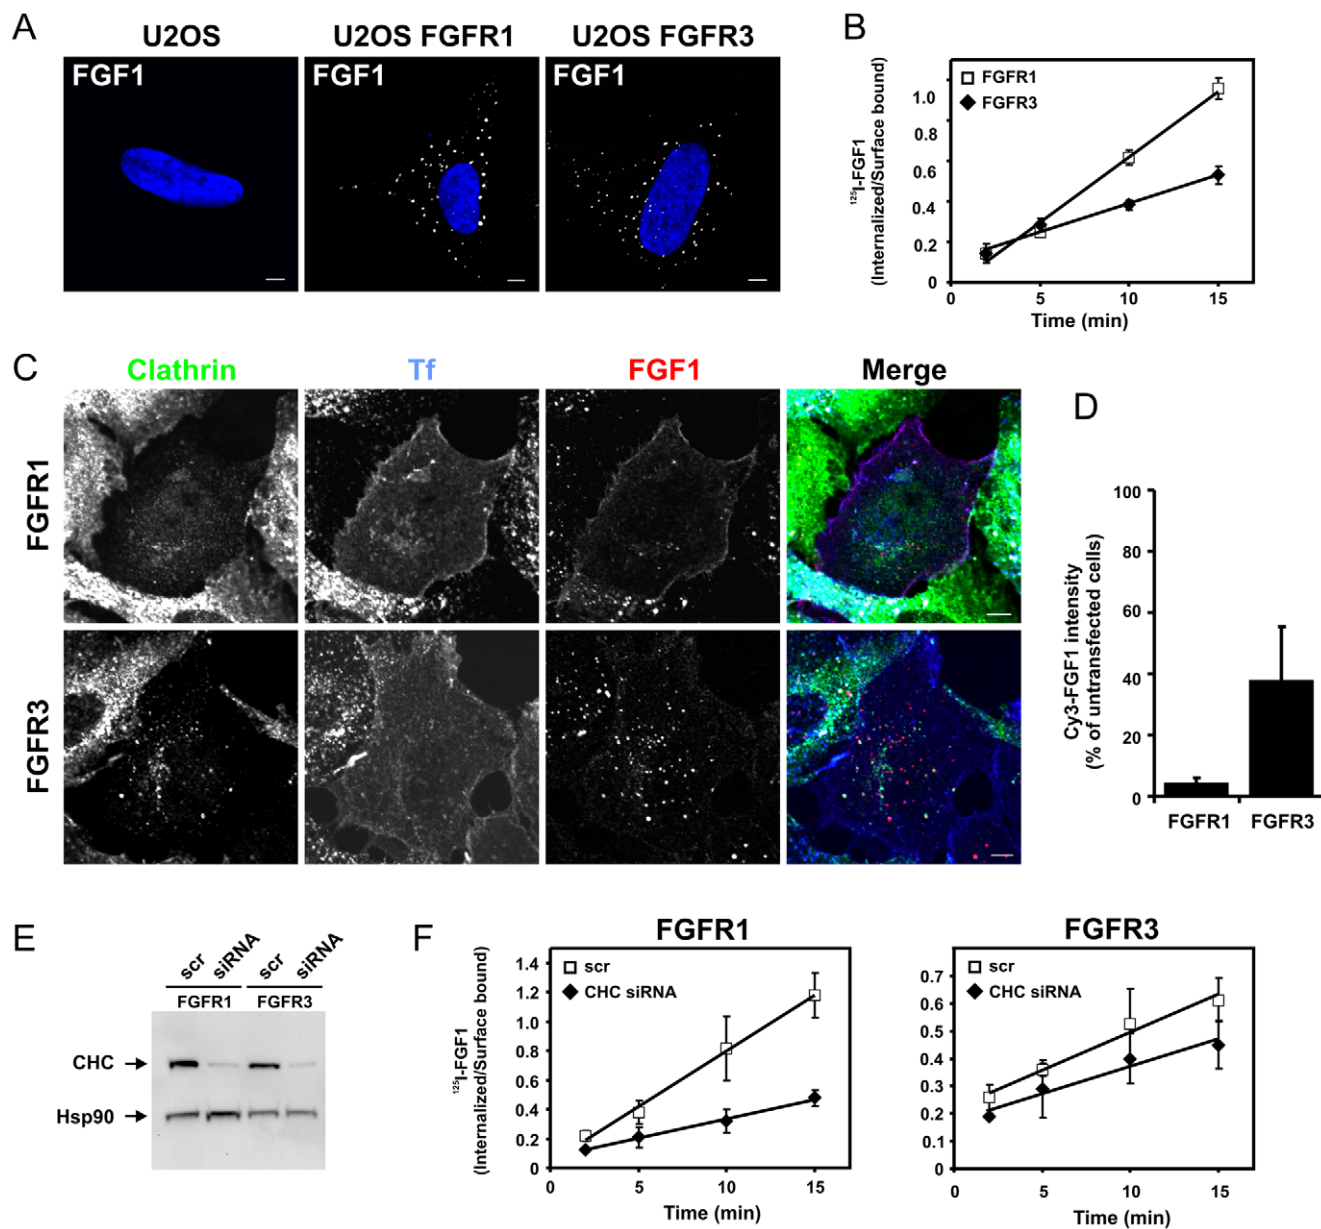 A
U2OS
U2OS FGFR1
U2OS FGFR3
FGF1
FGF1
FGF1
B
¹²⁵I-FGF1
(Internalized/Surface bound)
1.0
0.8
0.6
0.4
0.2
0
FGFR1
FGFR3
0 5 10 15
Time (min)
C
Clathrin
Tf
FGF1
Merge
FGFR1
FGFR3
D
Cy3-FGF1 intensity
(% of untransfected cells)
100
80
60
40
20
0
FGFR1 FGFR3
E
scr siRNA scr siRNA
FGFR1 FGFR3
CHC
Hsp90
F
FGFR1
¹²⁵I-FGF1
(Internalized/Surface bound)
1.4
1.2
1.0
0.8
0.6
0.4
0.2
0
scr
CHC siRNA
0 5 10 15
Time (min)
FGFR3
0.7
0.6
0.5
0.4
0.3
0.2
0.1
0
scr
CHC siRNA
0 5 10 15
Time (min)